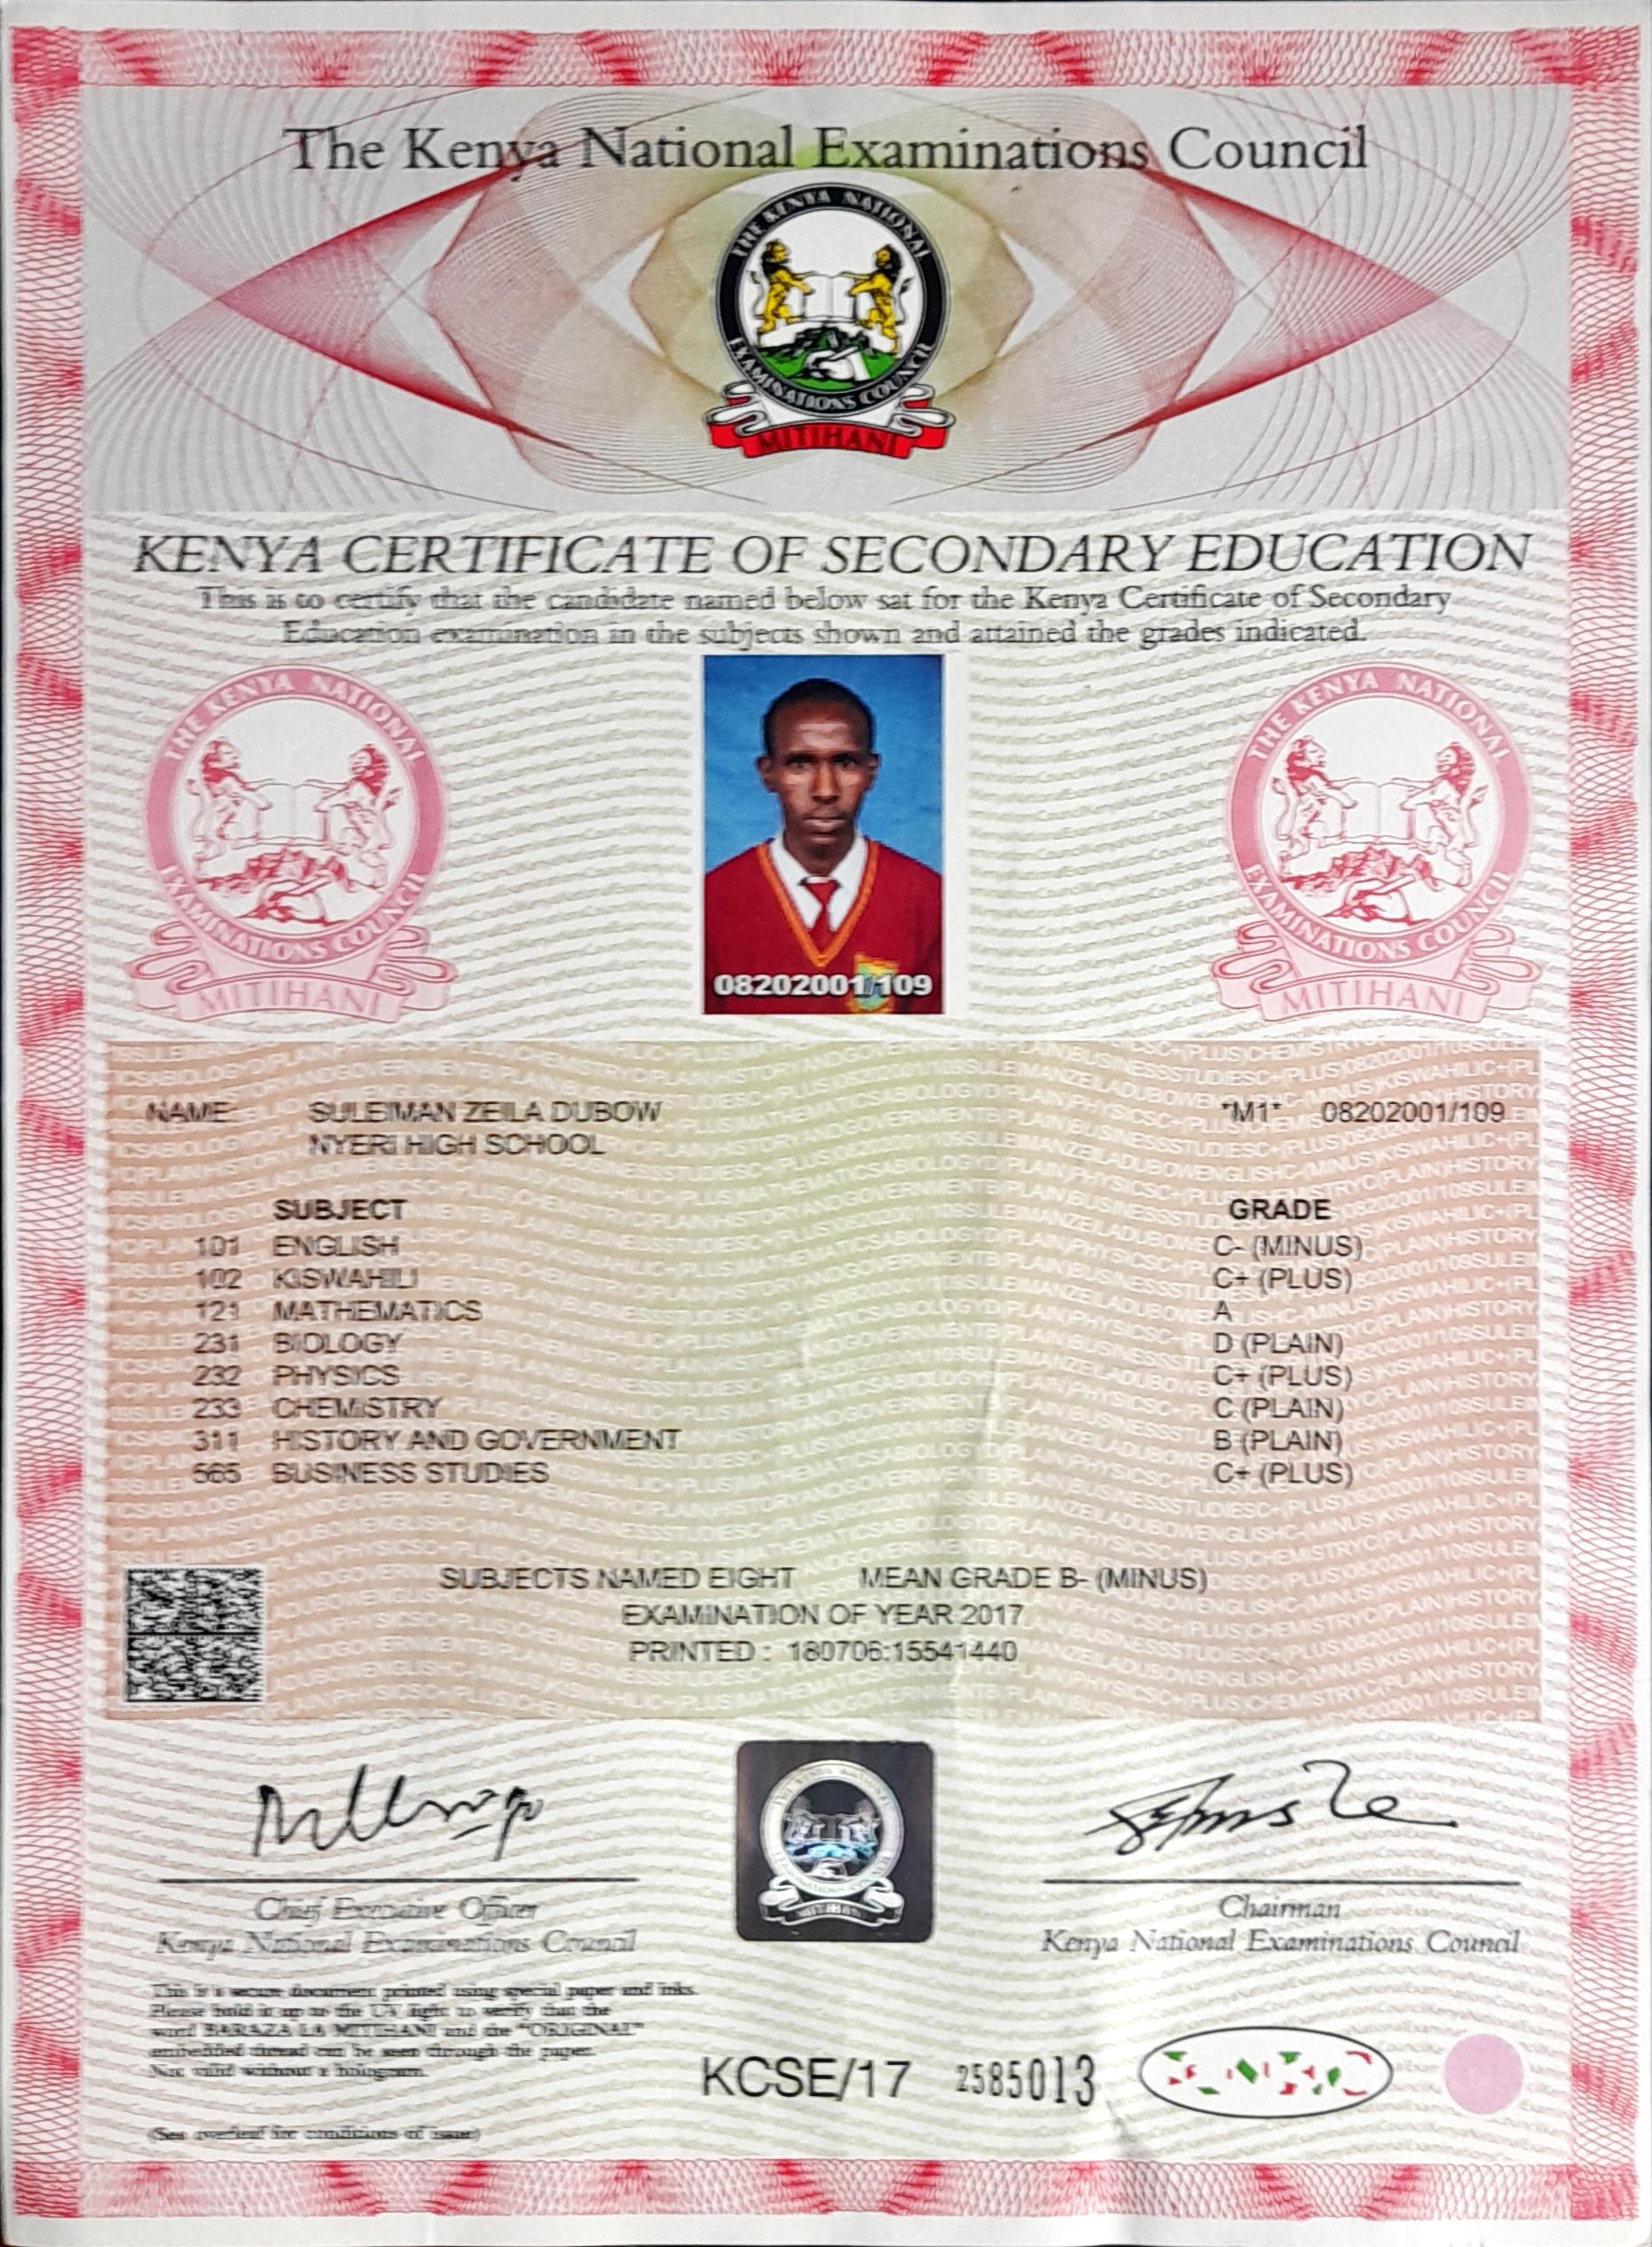 The Kenya National Examinations Council
THE KENYA NATIONAL
EXAMINATIONS COUNCIL
MITIHANI
KENYA CERTIFICATE OF SECONDARY EDUCATION
This is to certify that the candidate named below sat for the Kenya Certificate of Secondary
Education examination in the subjects shown and attained the grades indicated.
THE KENYA NATIONAL
EXAMINATIONS COUNCIL
MITIHANI
08202001/109
THE KENYA NATIONAL
EXAMINATIONS COUNCIL
MITIHANI
NAME SULEIMAN ZEILA DUBOW *M1* 08202001/109
NYERI HIGH SCHOOL
SUBJECT GRADE
101 ENGLISH C- (MINUS)
102 KISWAHILI C+ (PLUS)
121 MATHEMATICS A
231 BIOLOGY D (PLAIN)
232 PHYSICS C+ (PLUS)
233 CHEMISTRY C (PLAIN)
311 HISTORY AND GOVERNMENT B (PLAIN)
565 BUSINESS STUDIES C+ (PLUS)
SUBJECTS NAMED EIGHT MEAN GRADE B- (MINUS)
EXAMINATION OF YEAR 2017
PRINTED : 180706:15541440
Chief Executive Officer
Kenya National Examinations Council
Chairman
Kenya National Examinations Council
This is a secure document printed using special paper and inks.
Please hold it up to the UV light to verify that the
word BARAZA LA MITIHANI and the "ORIGINAL"
embedded thread can be seen through the paper.
Not valid without a hologram.
KCSE/17 2585013
(See overleaf for conditions of issue)